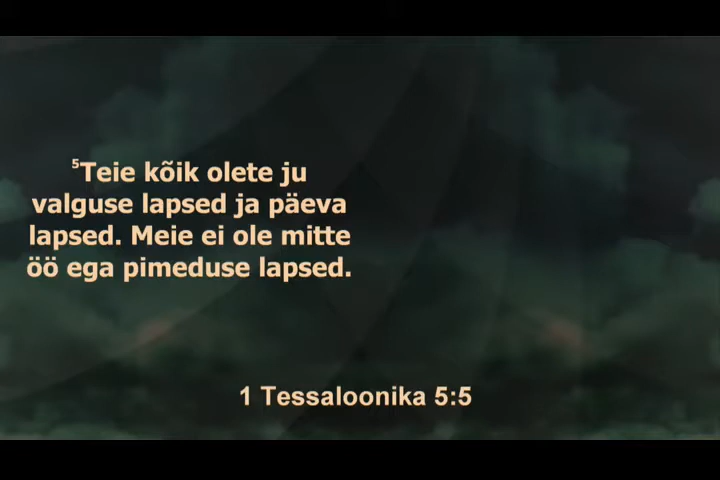 ⁵Teie kõik olete ju
valguse lapsed ja päeva
lapsed. Meie ei ole mitte
öö ega pimeduse lapsed.
1 Tessaloonika 5:5